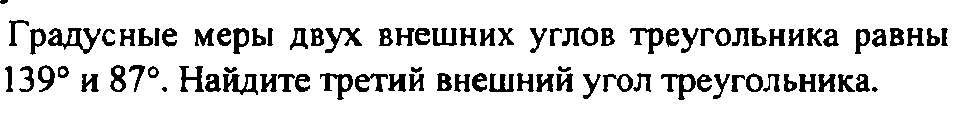 Градусные меры двух внешних углов треугольника равны
139° и 87°. Найдите третий внешний угол треугольника.